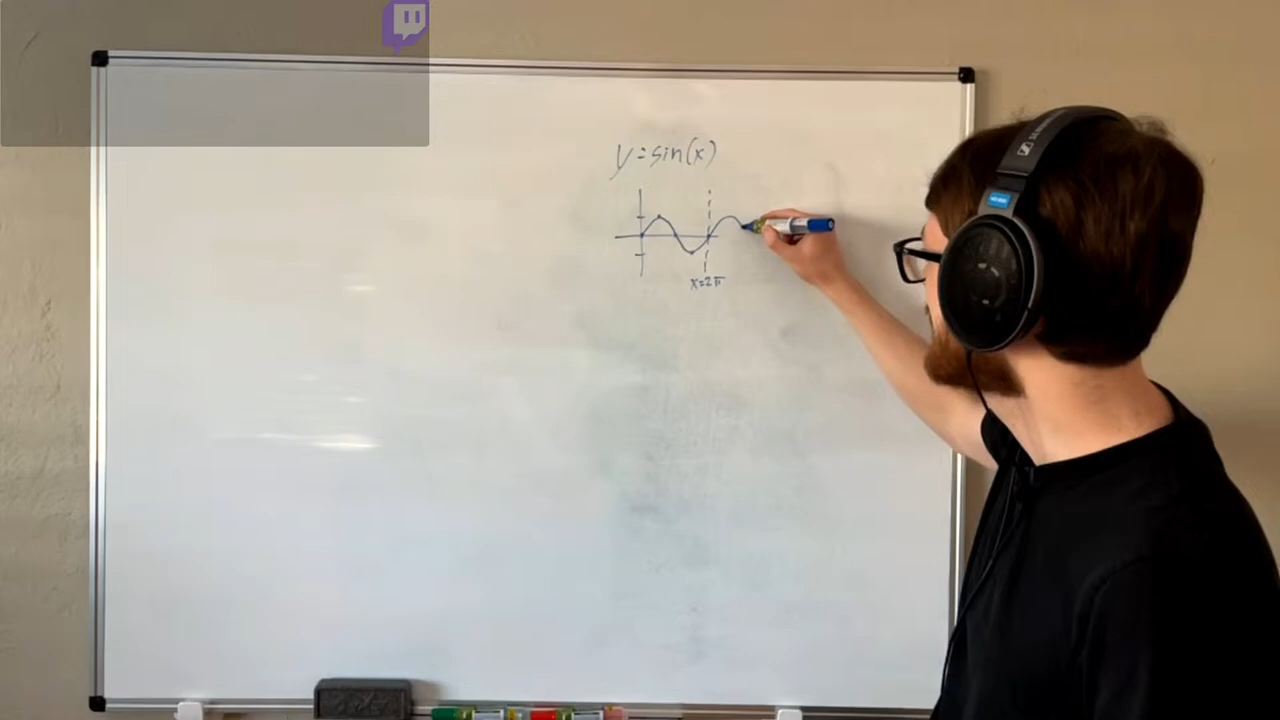 y=sin(x)
x=2π